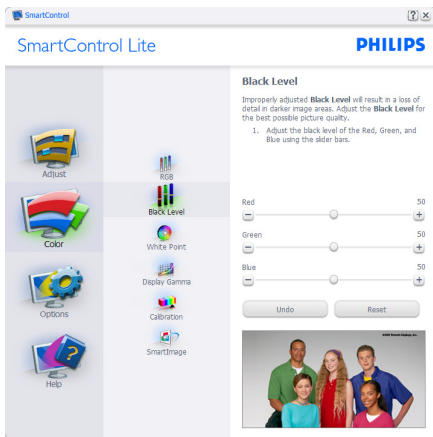 SmartControl
SmartControl Lite
PHILIPS
Adjust
Color
Options
Help
RGB
Black Level
White Point
Display Gamma
Calibration
SmartImage
Black Level
Improperly adjusted Black Level will result in a loss of
detail in darker image areas. Adjust the Black Level for
the best possible picture quality.
1. Adjust the black level of the Red, Green, and
Blue using the slider bars.
Red 50
Green 50
Blue 50
Undo Reset